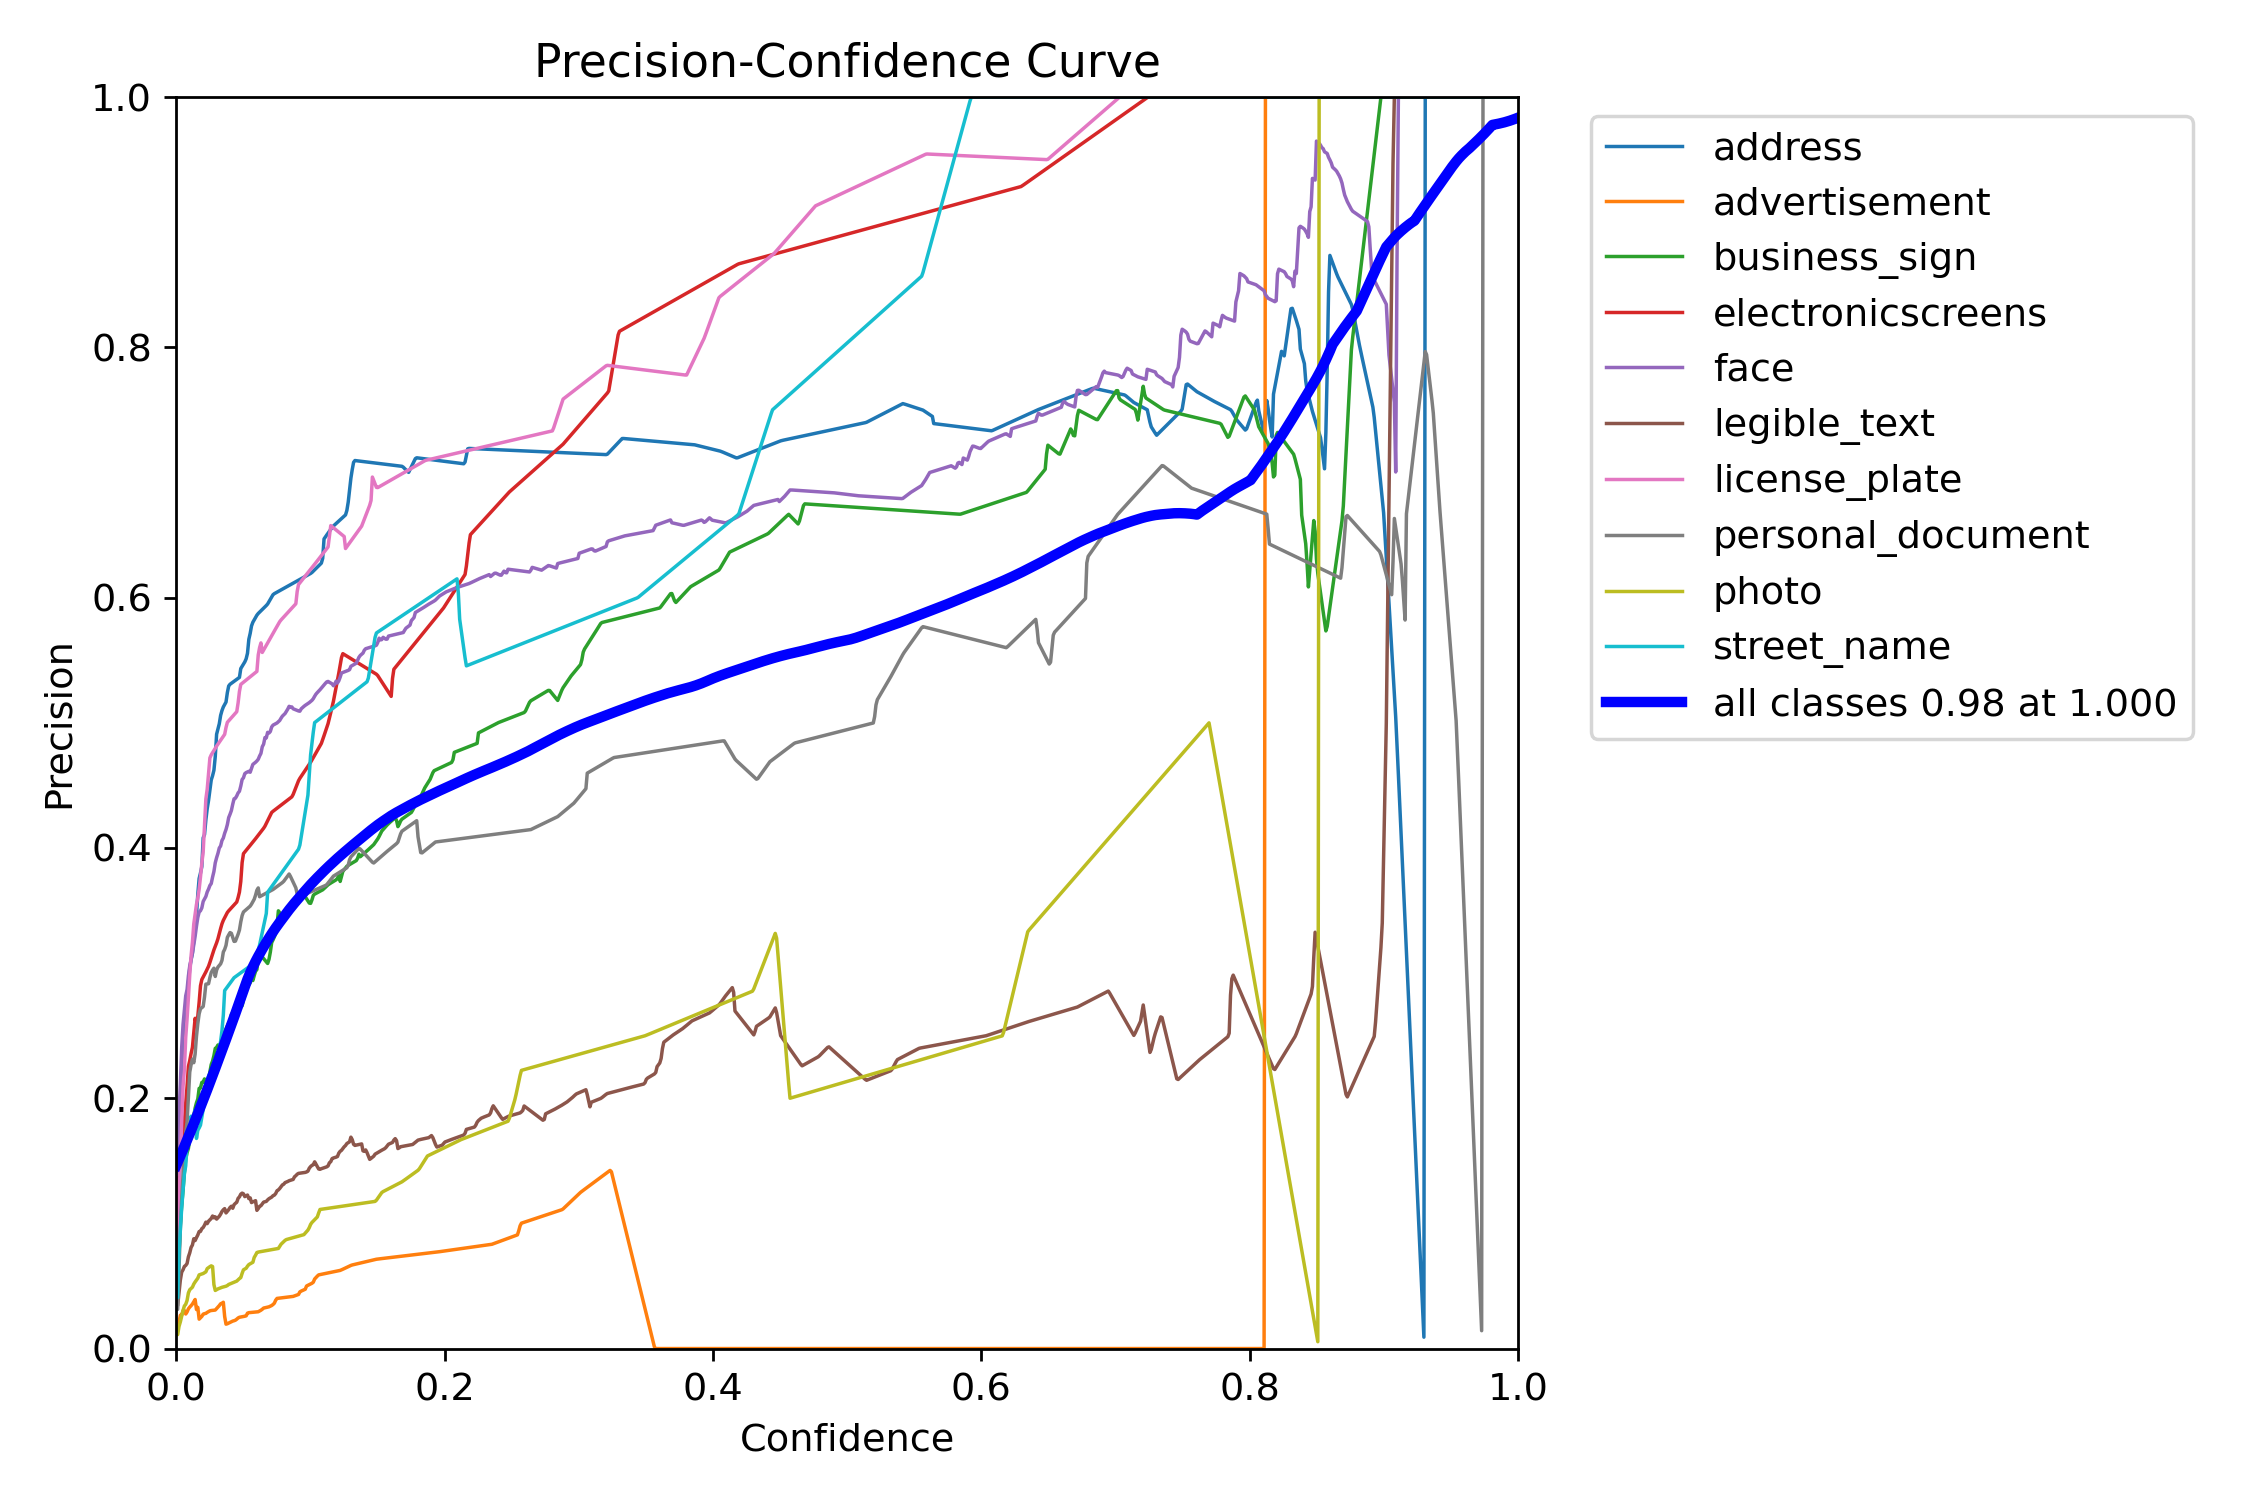 Precision-Confidence Curve
1.0
0.8
0.6
0.4
0.2
0.0
Precision
0.0 0.2 0.4 0.6 0.8 1.0
Confidence
address
advertisement
business_sign
electronicscreens
face
legible_text
license_plate
personal_document
photo
street_name
all classes 0.98 at 1.000